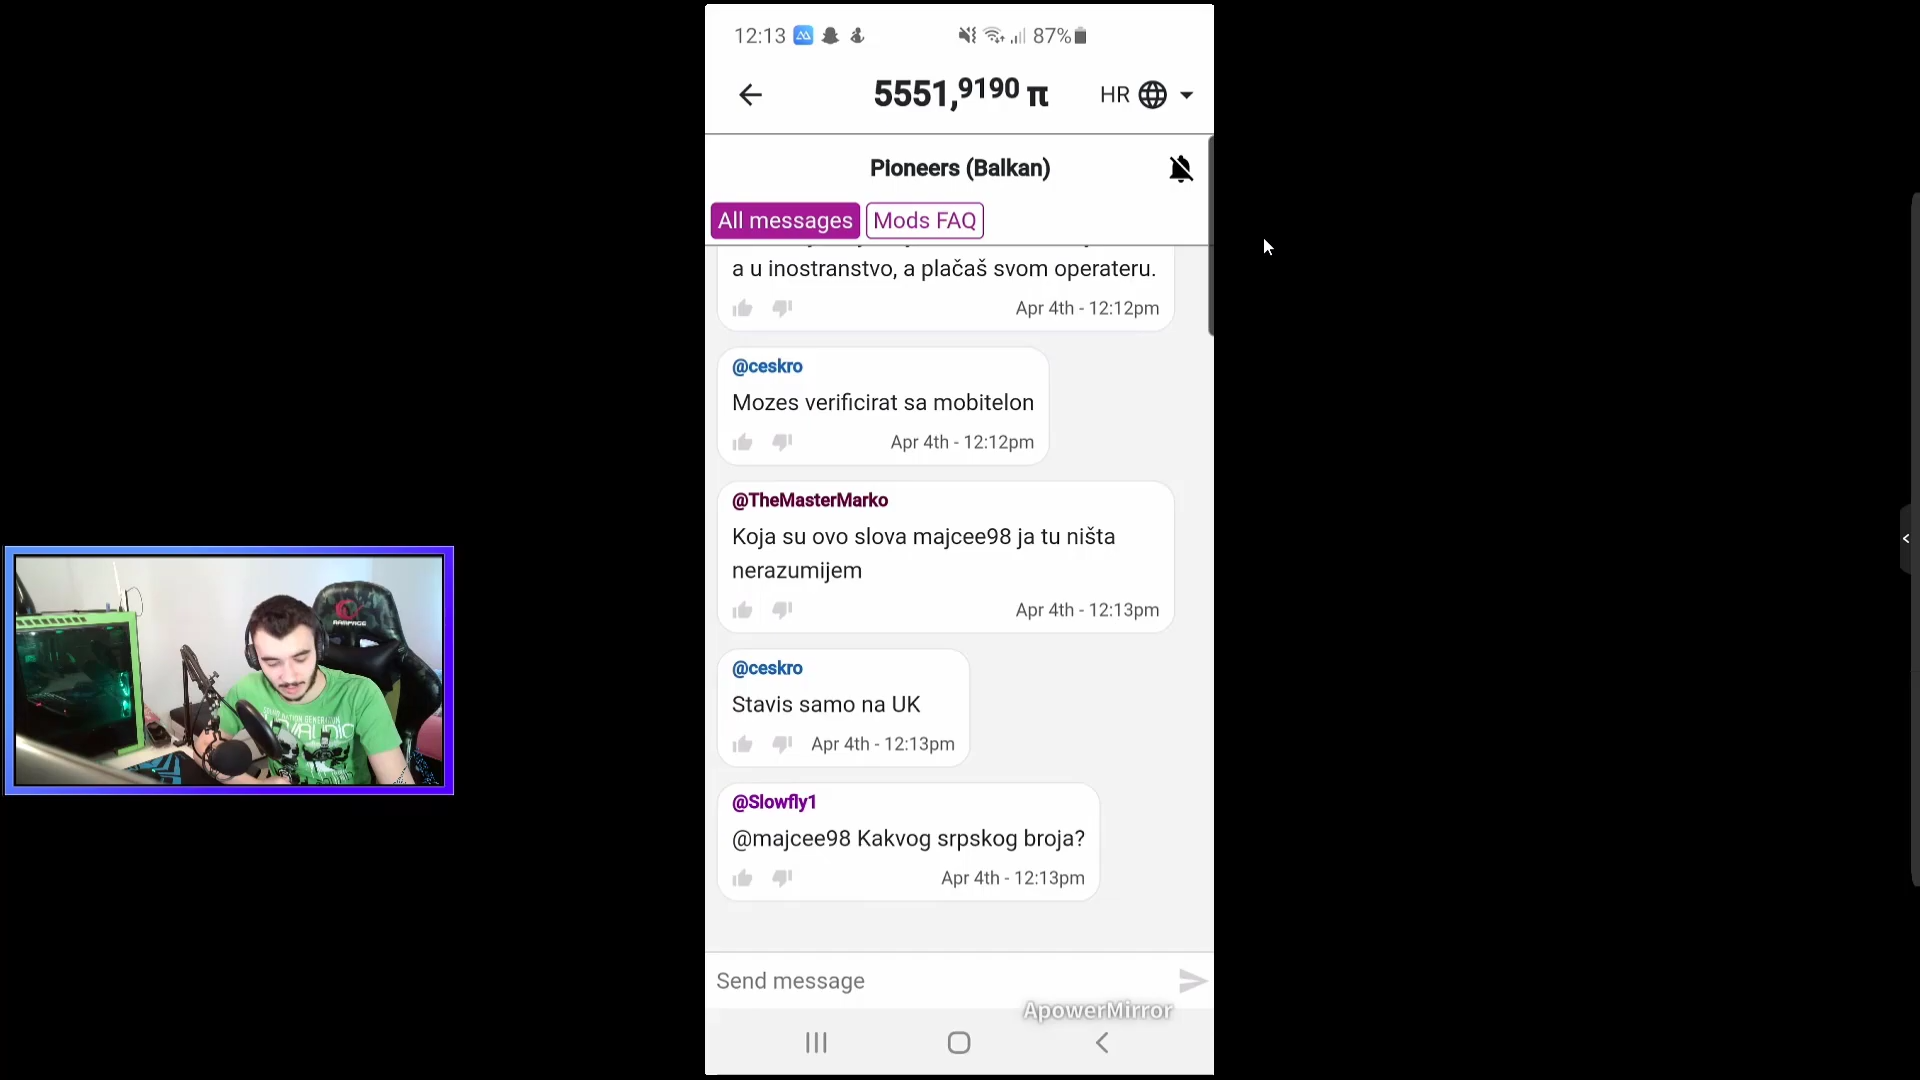 12:13
87%
5551,9190 π
HR
Pioneers (Balkan)
All messages
Mods FAQ
a u inostranstvo, a plačaš svom operateru.
Apr 4th - 12:12pm
@ceskro
Mozes verificirat sa mobitelon
Apr 4th - 12:12pm
@TheMasterMarko
Koja su ovo slova majcee98 ja tu ništa
nerazumijem
Apr 4th - 12:13pm
@ceskro
Stavis samo na UK
Apr 4th - 12:13pm
@Slowfly1
@majcee98 Kakvog srpskog broja?
Apr 4th - 12:13pm
Send message
ApowerMirror
RAMPAGE